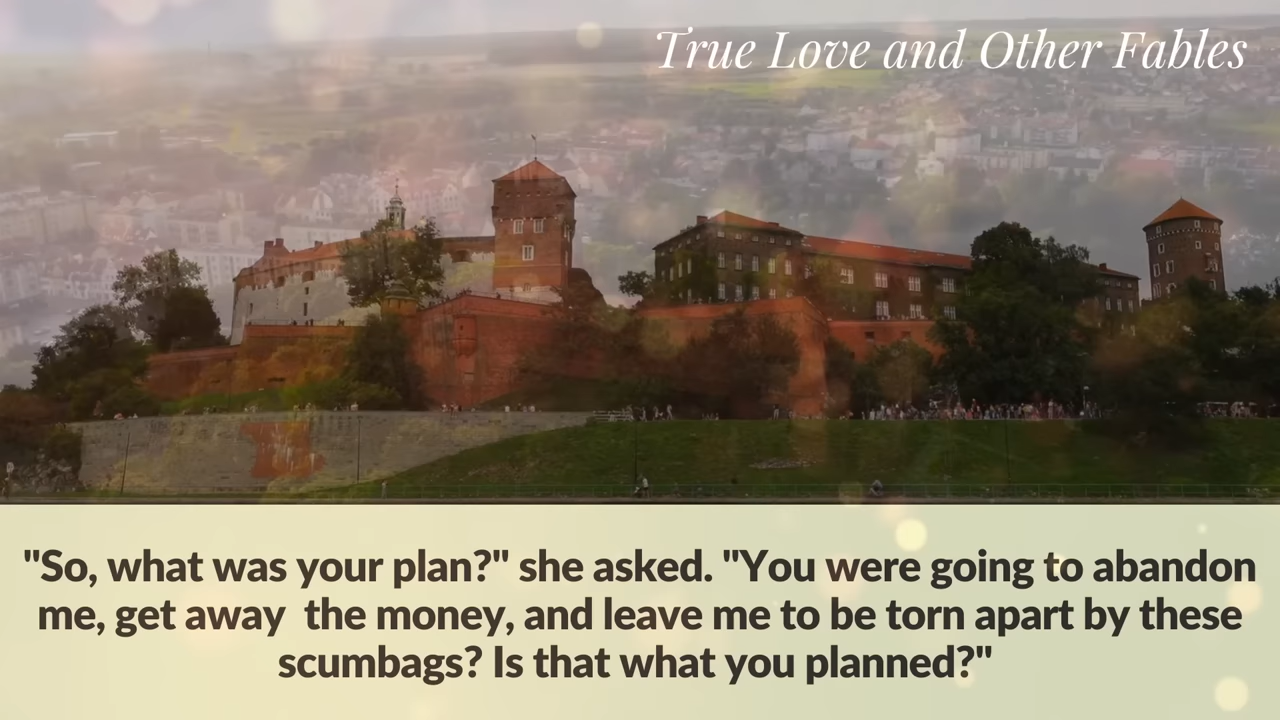 True Love and Other Fables
"So, what was your plan?" she asked. "You were going to abandon
me, get away  the money, and leave me to be torn apart by these
scumbags? Is that what you planned?"